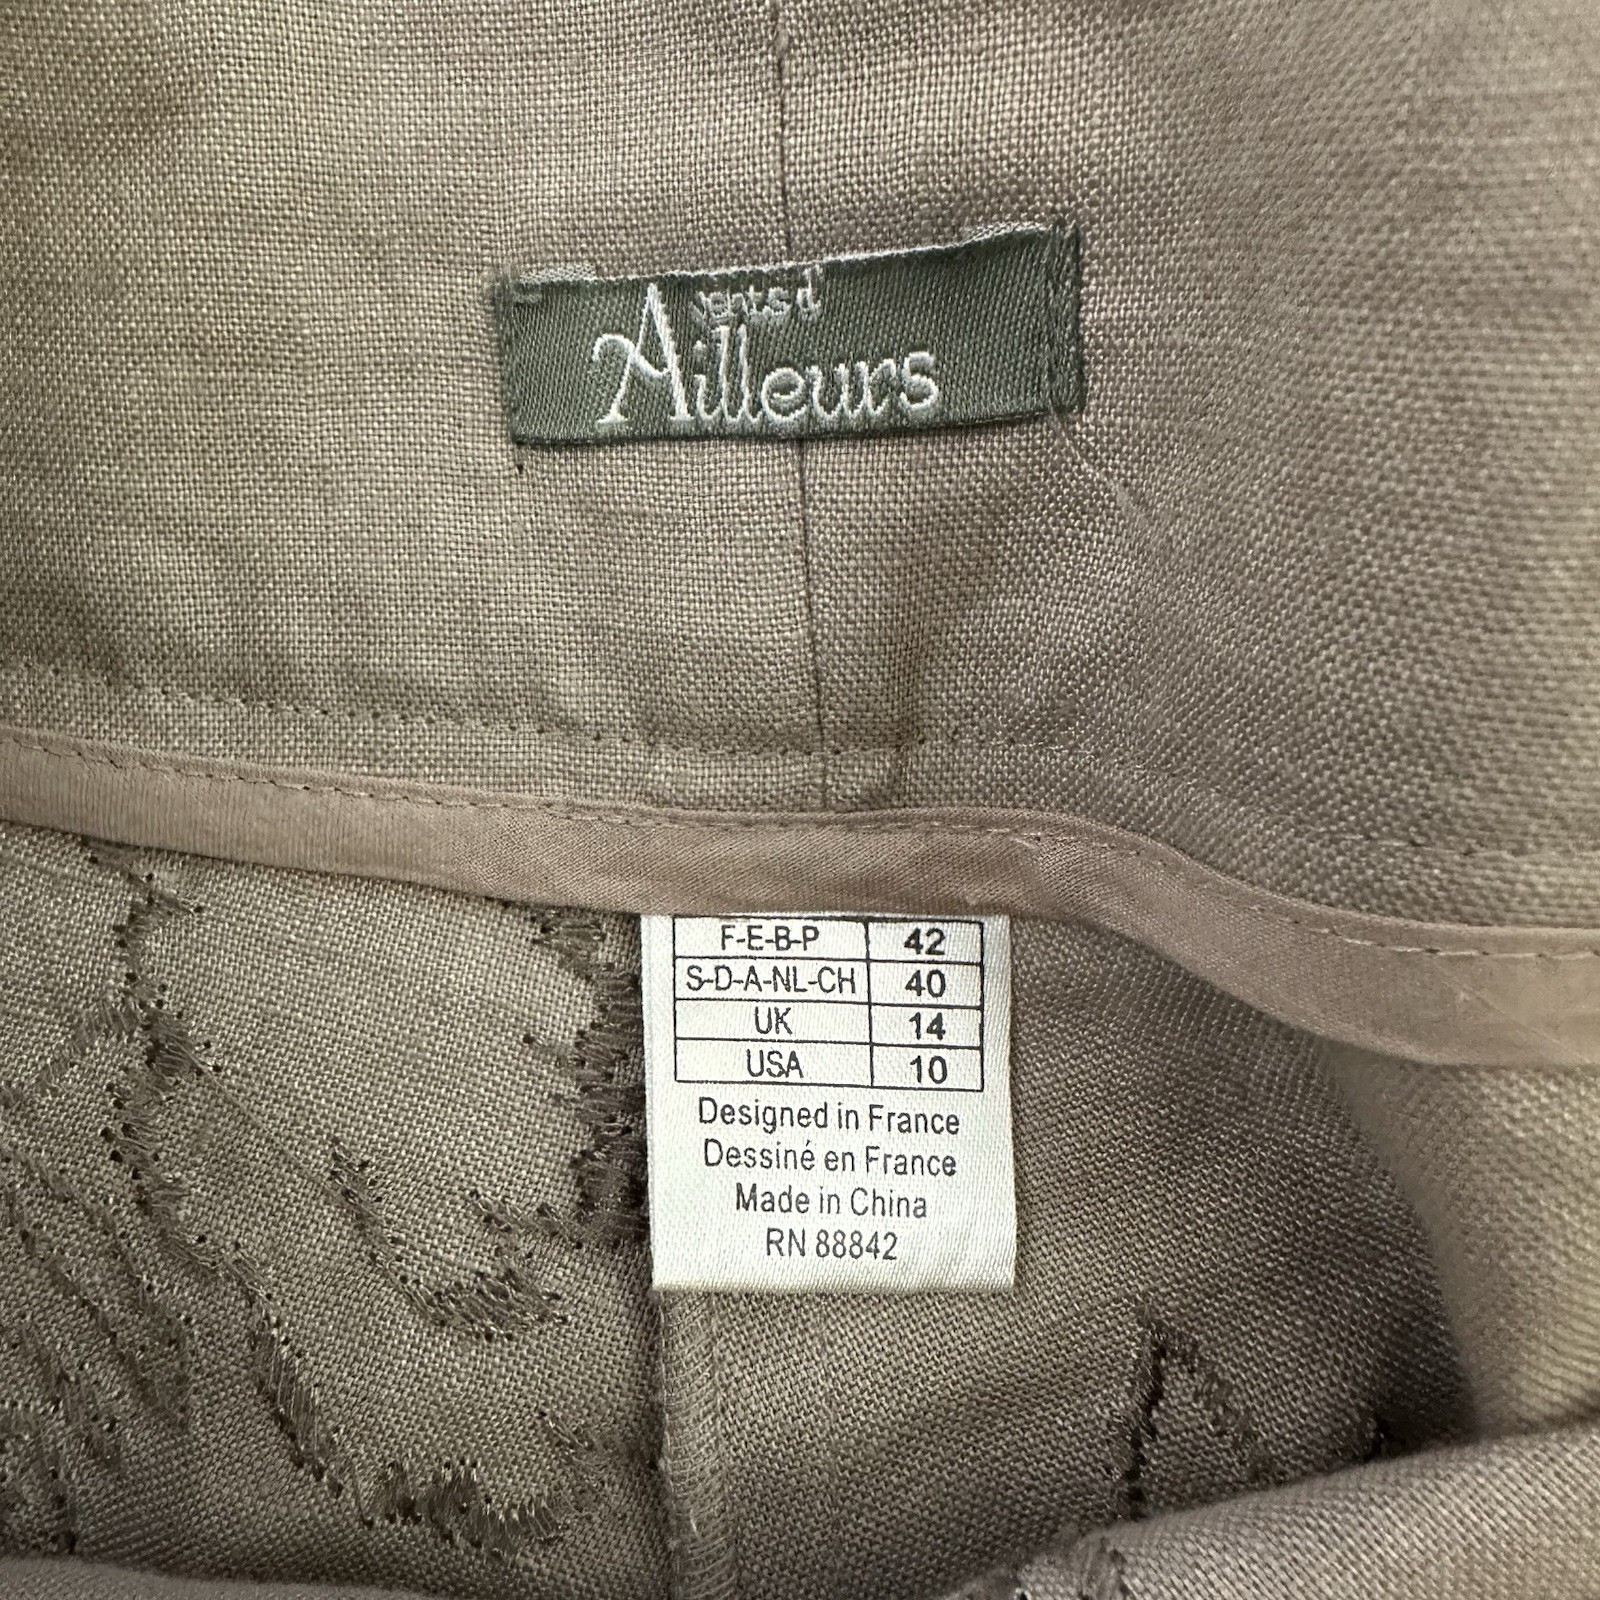 vents d'
Ailleurs
F-E-B-P 42
S-D-A-NL-CH 40
UK 14
USA 10
Designed in France
Dessiné en France
Made in China
RN 88842